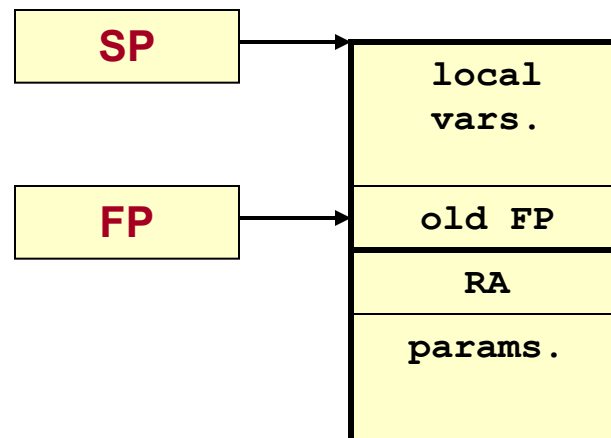 SP
local
vars.
FP
old FP
RA
params.